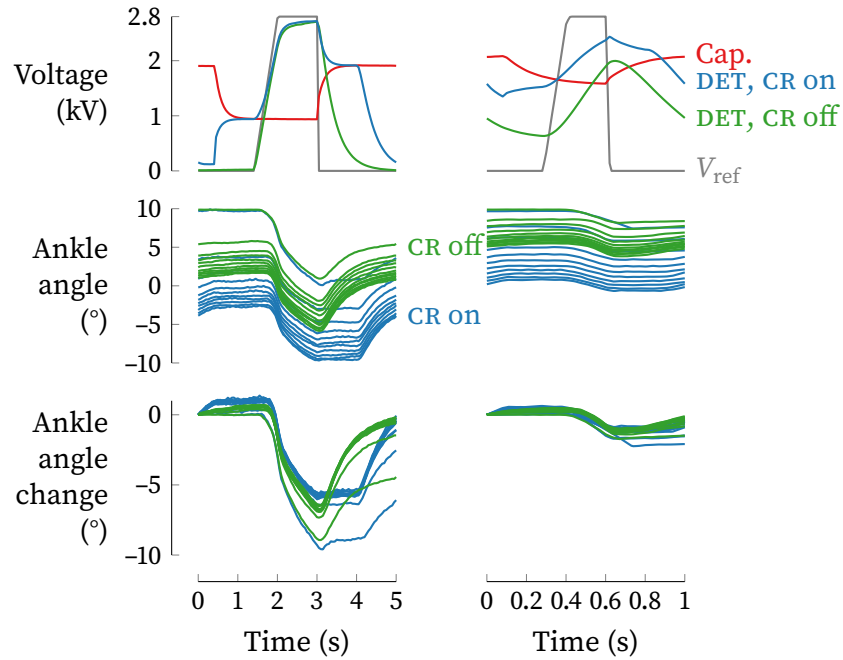 2.8
2
1
0
Voltage
(kV)
Cap.
DET, CR on
DET, CR off
V_ref
10
5
0
−5
−10
Ankle
angle
(°)
CR off
CR on
0
−5
−10
Ankle
angle
change
(°)
0 1 2 3 4 5
0 0.2 0.4 0.6 0.8 1
Time (s) Time (s)